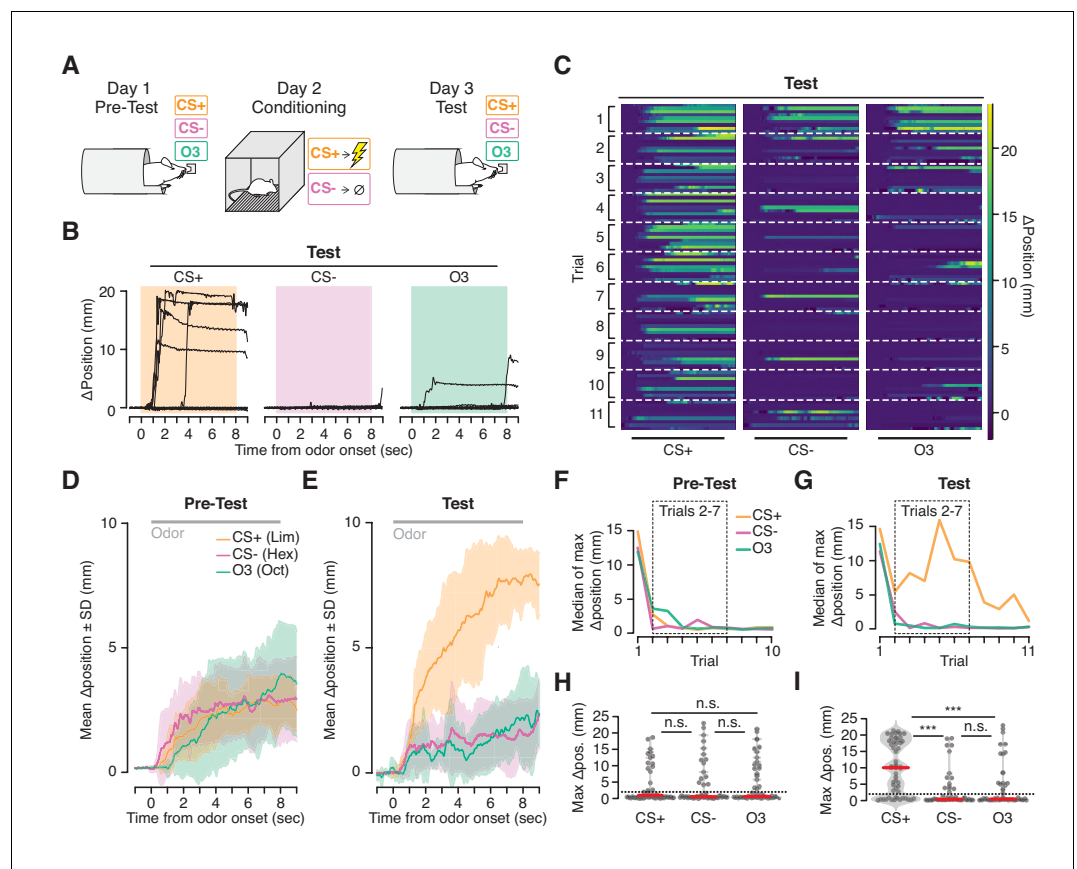 A
Day 1
Pre-Test
CS+
CS-
O3
Day 2
Conditioning
CS+ →
CS- → ∅
Day 3
Test
CS+
CS-
O3
B
Test
CS+ CS- O3
ΔPosition (mm)
20
10
0
0 2 4 6 8 0 2 4 6 8 0 2 4 6 8
Time from odor onset (sec)
C
Test
Trial
1
2
3
4
5
6
7
8
9
10
11
CS+ CS- O3
20
15
10
5
0
ΔPosition (mm)
D
Pre-Test
Odor
CS+ (Lim)
CS- (Hex)
O3 (Oct)
Mean Δposition ± SD (mm)
10
5
0
0 2 4 6 8
Time from odor onset (sec)
E
Test
Odor
Mean Δposition ± SD (mm)
10
5
0
0 2 4 6 8
Time from odor onset (sec)
F
Pre-Test
Trials 2-7
CS+
CS-
O3
Median of max
Δposition (mm)
15
10
5
0
1 10
Trial
G
Test
Trials 2-7
Median of max
Δposition (mm)
15
10
5
0
1 11
Trial
H
n.s.
n.s. n.s.
Max Δpos. (mm)
25
20
15
10
5
0
CS+ CS- O3
I
***
*** n.s.
Max Δpos. (mm)
25
20
15
10
5
0
CS+ CS- O3